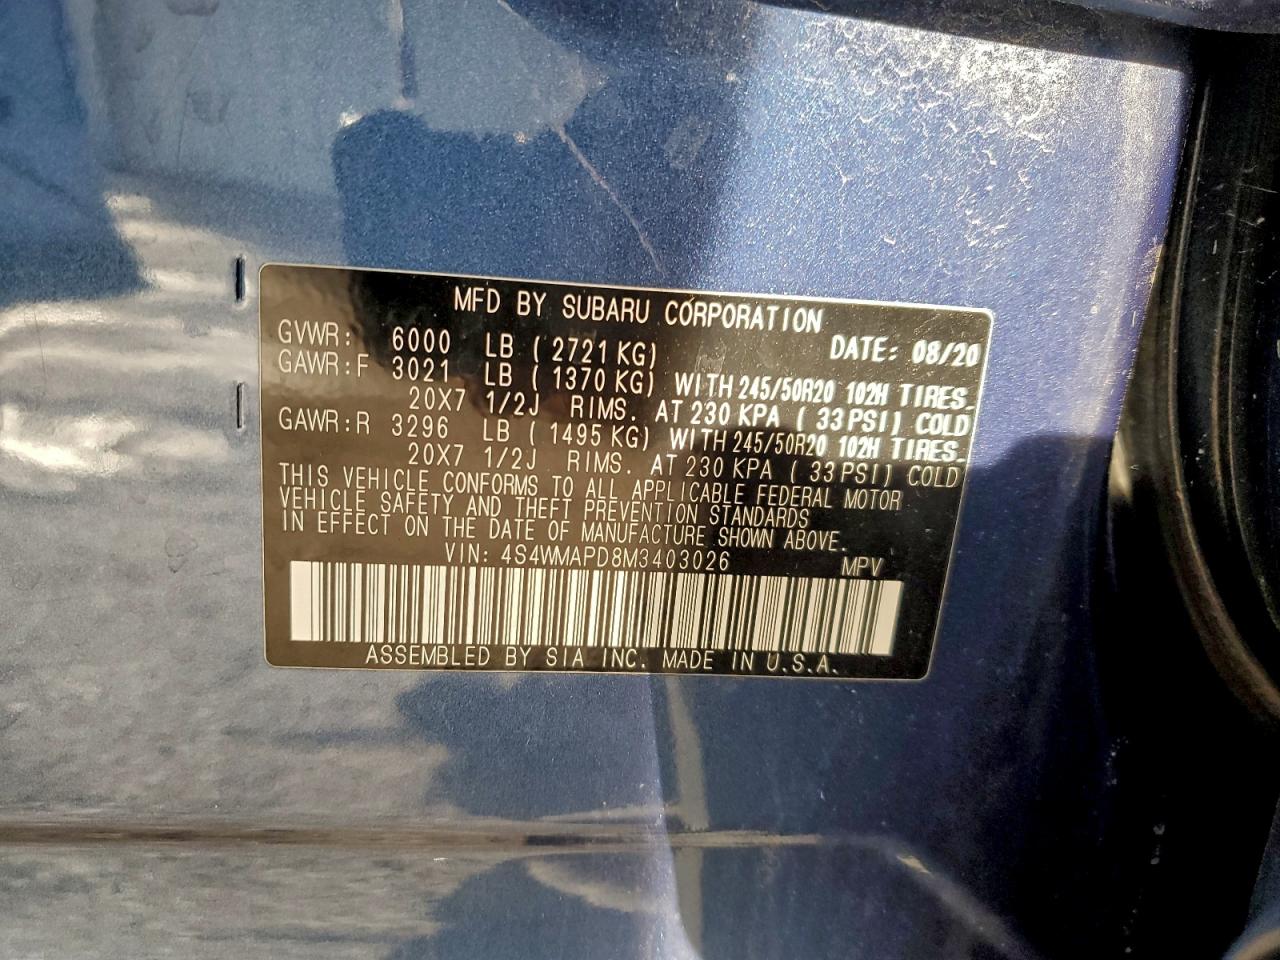 MFD BY SUBARU CORPORATION
GVWR: 6000 LB ( 2721 KG) DATE: 08/20
GAWR:F 3021 LB ( 1370 KG) WITH 245/50R20 102H TIRES.
20X7 1/2J RIMS. AT 230 KPA ( 33 PSI) COLD
GAWR:R 3296 LB ( 1495 KG) WITH 245/50R20 102H TIRES.
20X7 1/2J RIMS. AT 230 KPA ( 33 PSI) COLD
THIS VEHICLE CONFORMS TO ALL APPLICABLE FEDERAL MOTOR
VEHICLE SAFETY AND THEFT PREVENTION STANDARDS
IN EFFECT ON THE DATE OF MANUFACTURE SHOWN ABOVE.
VIN: 4S4WMAPD8M3403026 MPV
ASSEMBLED BY SIA INC. MADE IN U.S.A.